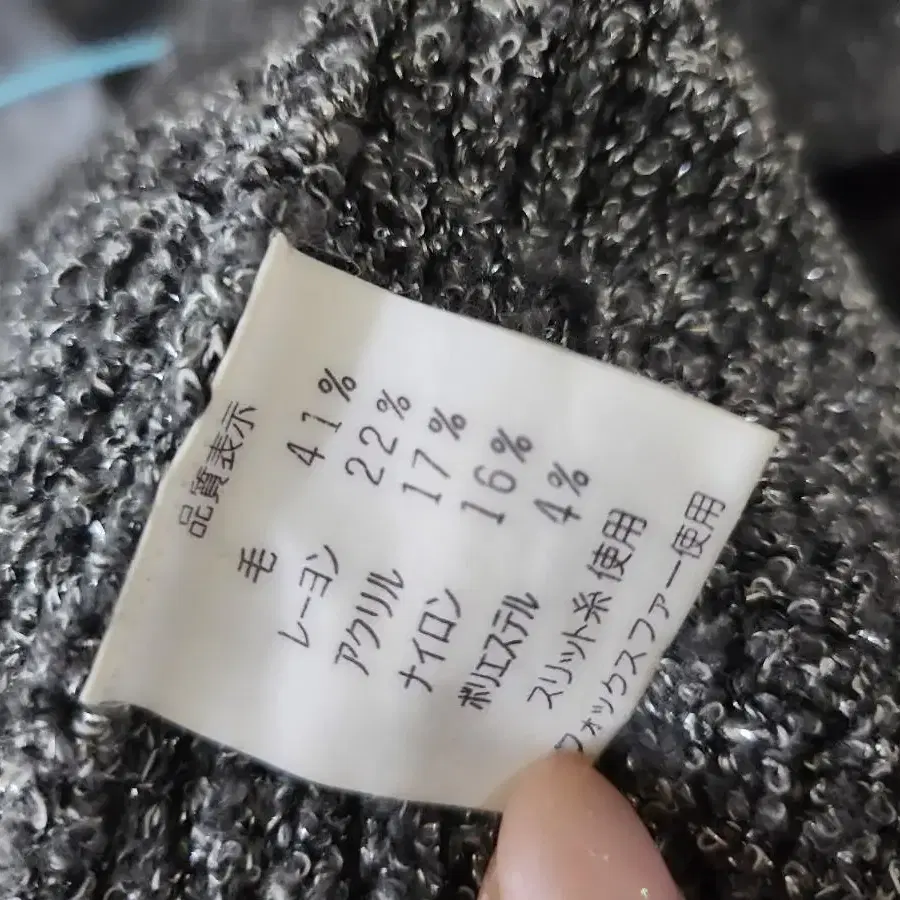 品質表示
毛 41%
レーヨン 22%
アクリル 17%
ナイロン 16%
ポリエステル 4%
スリット糸使用
フォックスファー使用